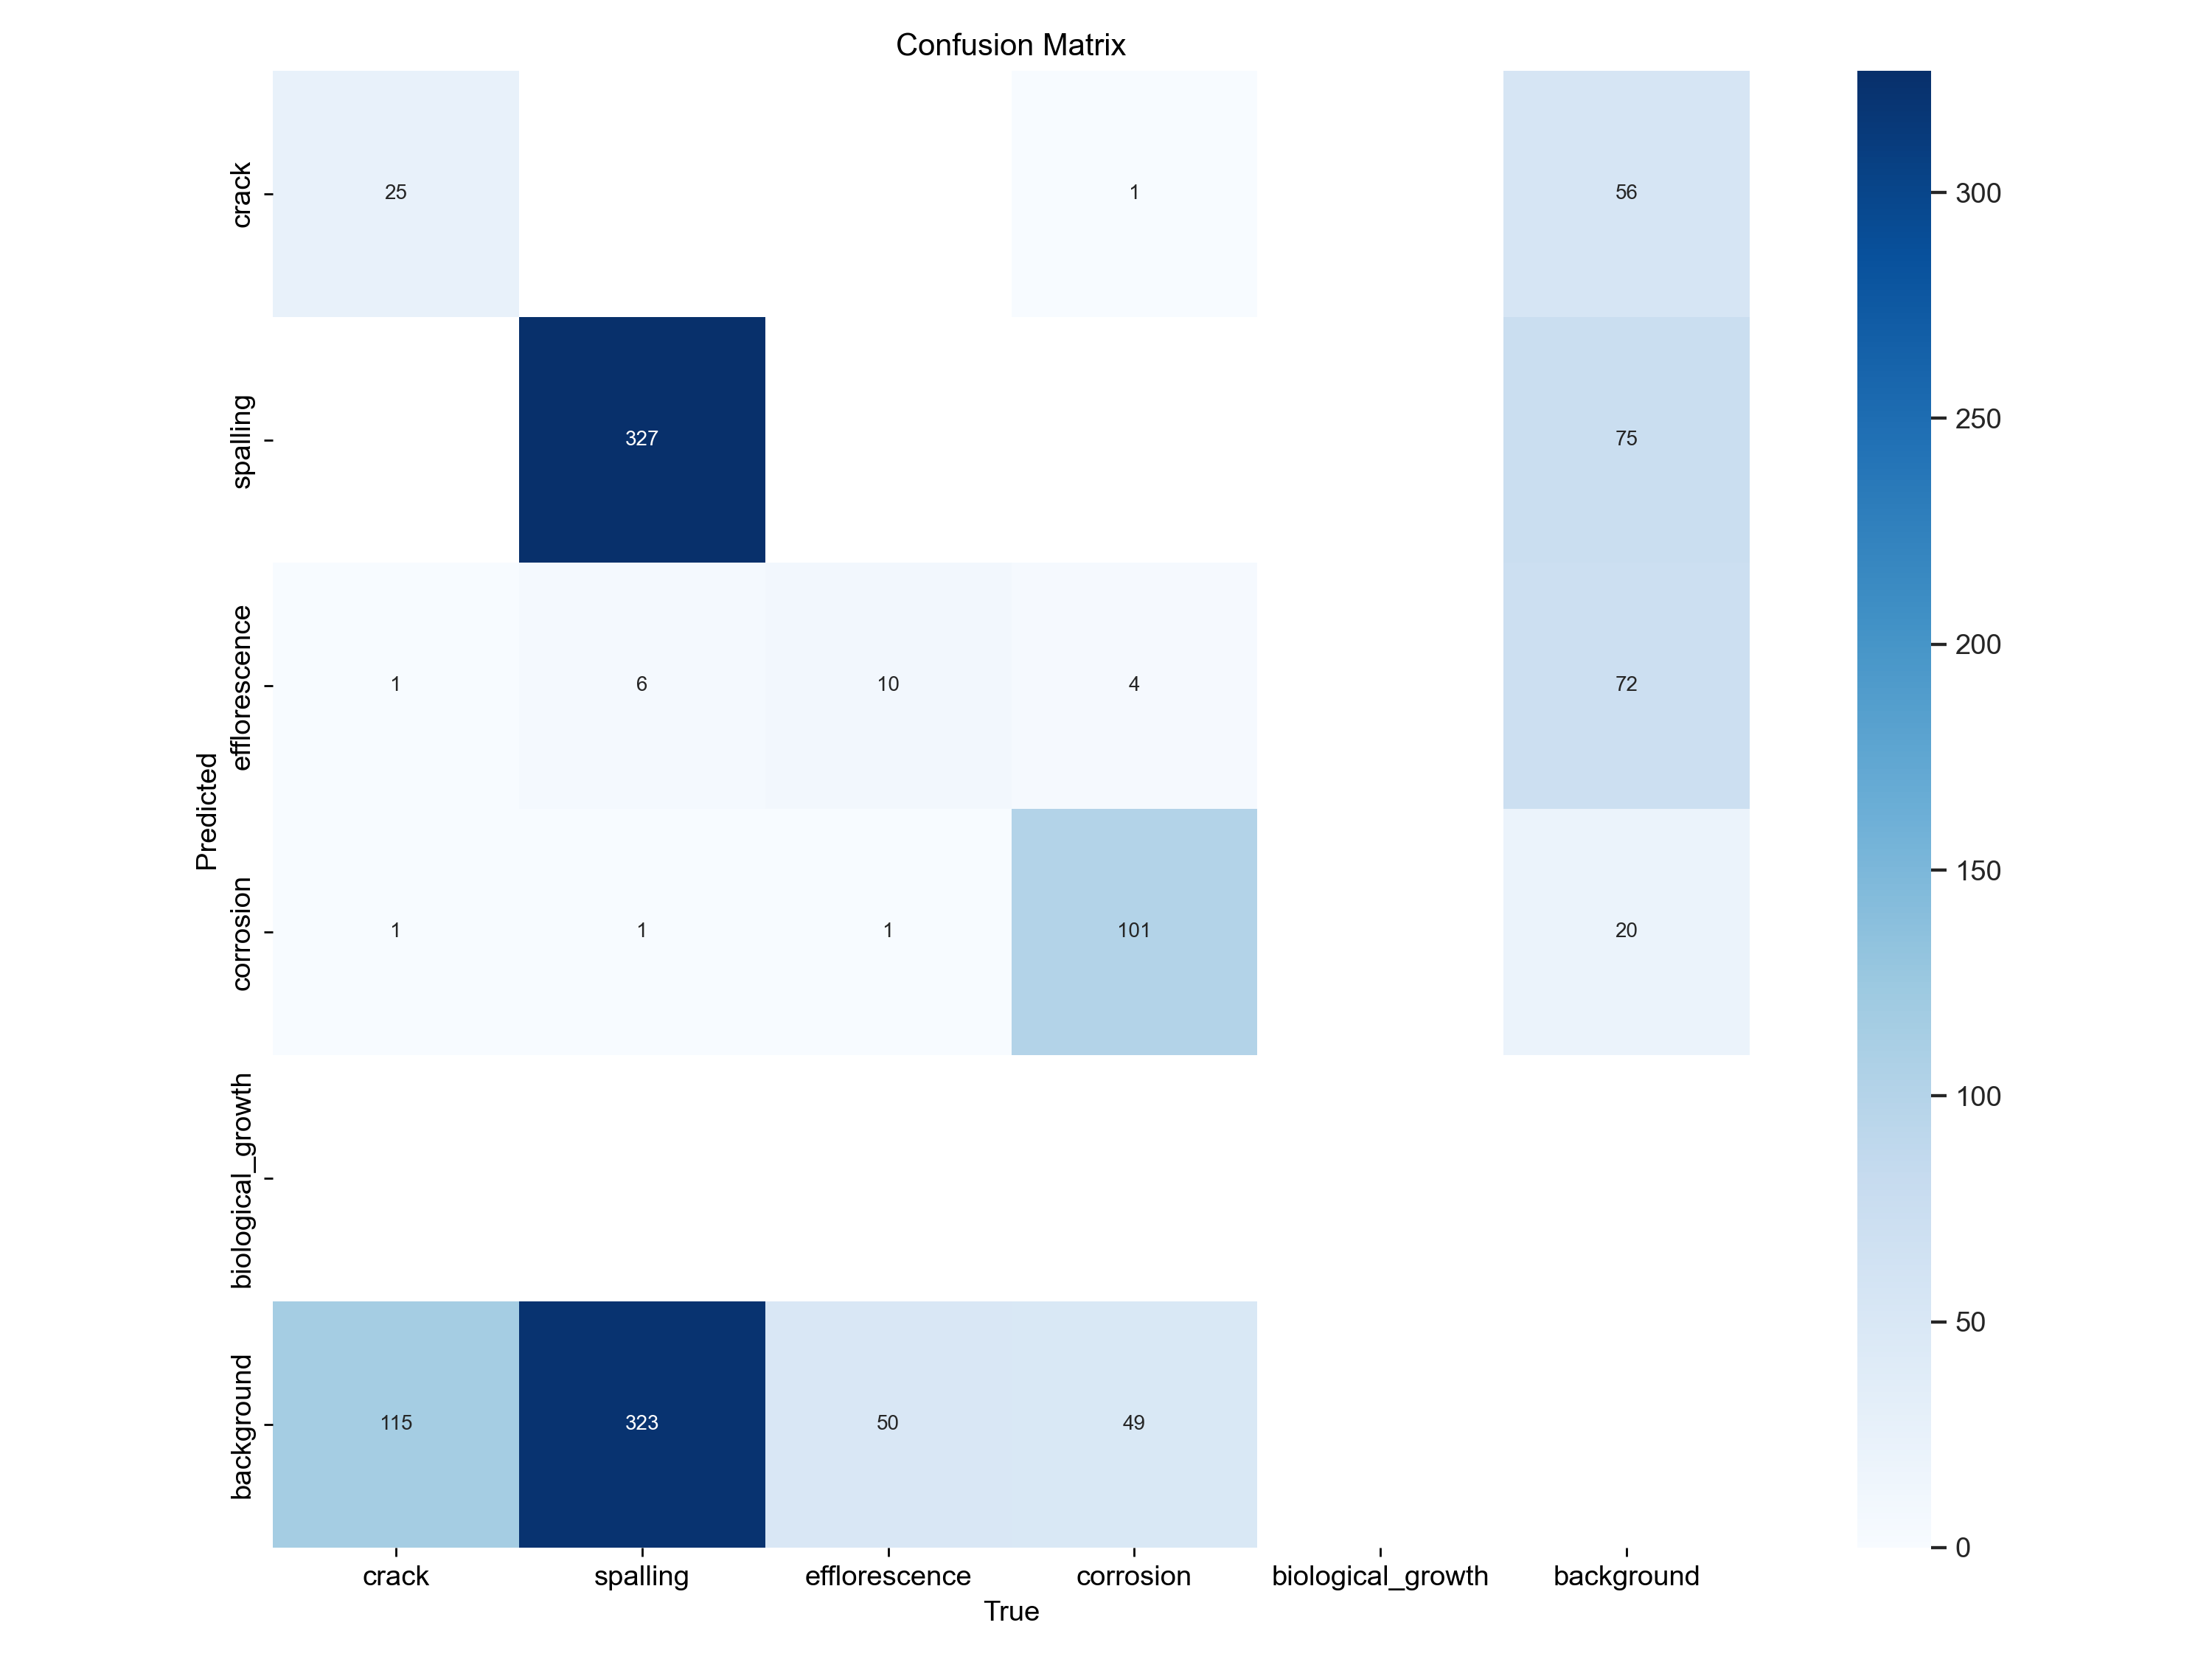 Confusion Matrix
crack
25
1
56
spalling
327
75
efflorescence
1
6
10
4
72
corrosion
1
1
1
101
20
biological_growth
background
115
323
50
49
Predicted
crack
spalling
efflorescence
corrosion
biological_growth
background
True
300
250
200
150
100
50
0